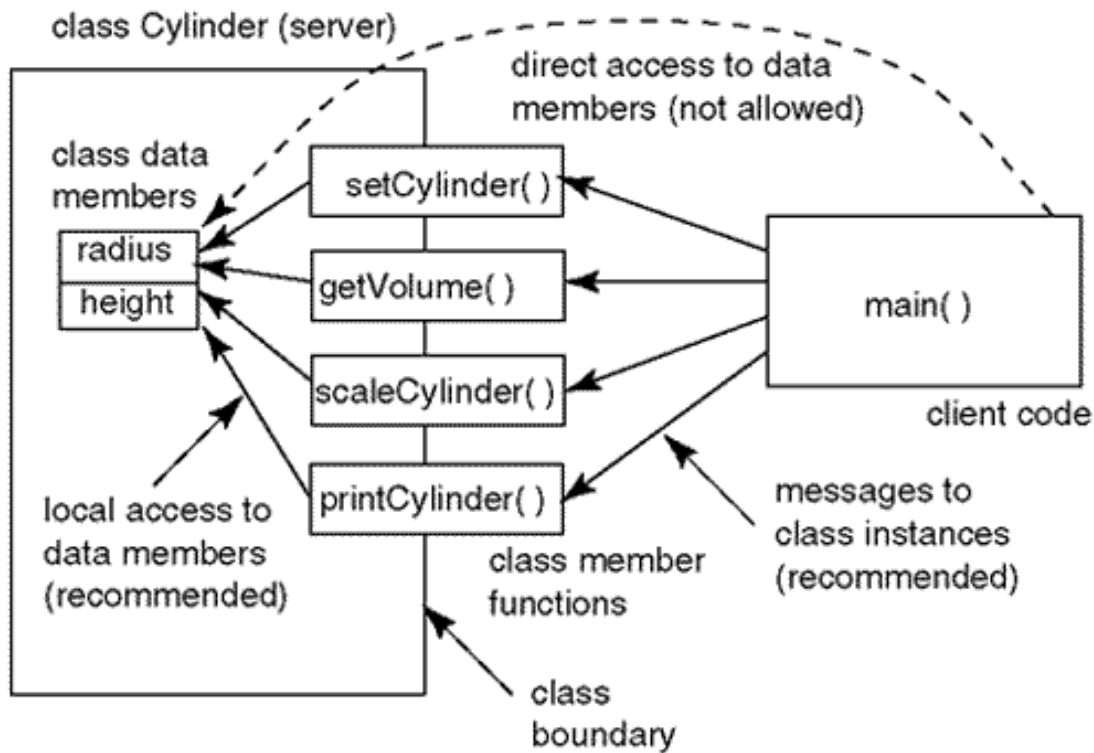 class Cylinder (server)
direct access to data
members (not allowed)
class data
members
radius
height
setCylinder( )
getVolume( )
scaleCylinder( )
printCylinder( )
main( )
client code
local access to
data members
(recommended)
class member
functions
messages to
class instances
(recommended)
class
boundary